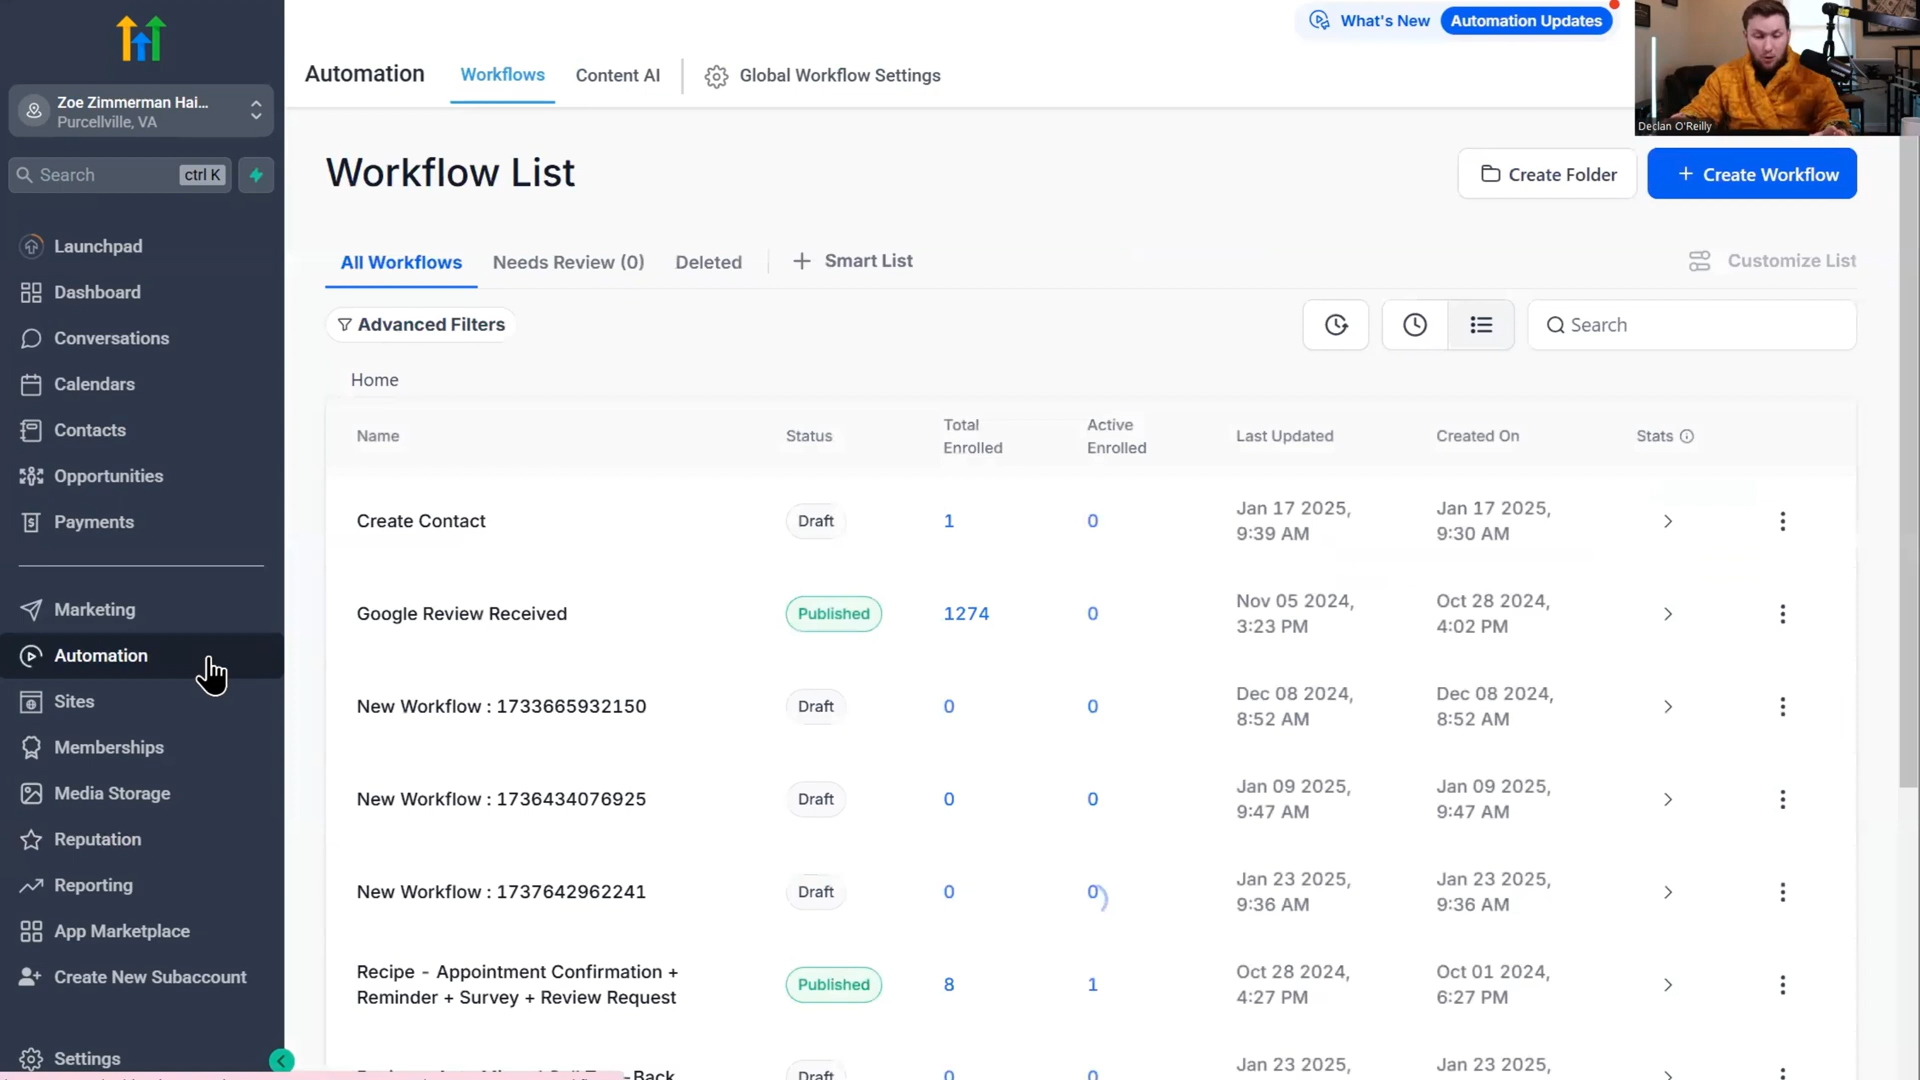 Zoe Zimmerman Hai...
Purcellville, VA
Search
ctrl K
Launchpad
Dashboard
Conversations
Calendars
Contacts
Opportunities
Payments
Marketing
Automation
Sites
Memberships
Media Storage
Reputation
Reporting
App Marketplace
Create New Subaccount
Settings
What's New
Automation Updates
Declan O'Reilly
Automation
Workflows
Content AI
Global Workflow Settings
Workflow List
Create Folder
+ Create Workflow
All Workflows
Needs Review (0)
Deleted
+ Smart List
Customize List
Advanced Filters
Search
Home
Name
Status
Total
Enrolled
Active
Enrolled
Last Updated
Created On
Stats
Create Contact
Draft
1
0
Jan 17 2025,
9:39 AM
Jan 17 2025,
9:30 AM
Google Review Received
Published
1274
0
Nov 05 2024,
3:23 PM
Oct 28 2024,
4:02 PM
New Workflow : 1733665932150
Draft
0
0
Dec 08 2024,
8:52 AM
Dec 08 2024,
8:52 AM
New Workflow : 1736434076925
Draft
0
0
Jan 09 2025,
9:47 AM
Jan 09 2025,
9:47 AM
New Workflow : 1737642962241
Draft
0
0
Jan 23 2025,
9:36 AM
Jan 23 2025,
9:36 AM
Recipe - Appointment Confirmation +
Reminder + Survey + Review Request
Published
8
1
Oct 28 2024,
4:27 PM
Oct 01 2024,
6:27 PM
-Back
Draft
0
0
Jan 23 2025,
Jan 23 2025,